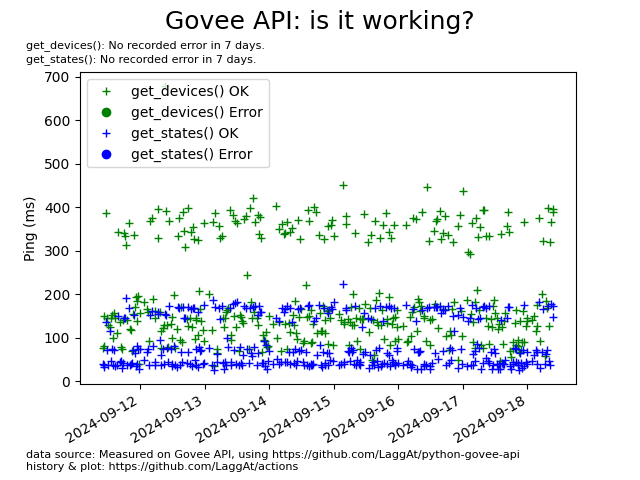 Govee API: is it working?
get_devices(): No recorded error in 7 days.
get_states(): No recorded error in 7 days.
get_devices() OK
get_devices() Error
get_states() OK
get_states() Error
Ping (ms)
700
600
500
400
300
200
100
0
2024-09-12
2024-09-13
2024-09-14
2024-09-15
2024-09-16
2024-09-17
2024-09-18
data source: Measured on Govee API, using https://github.com/LaggAt/python-govee-api
history & plot: https://github.com/LaggAt/actions